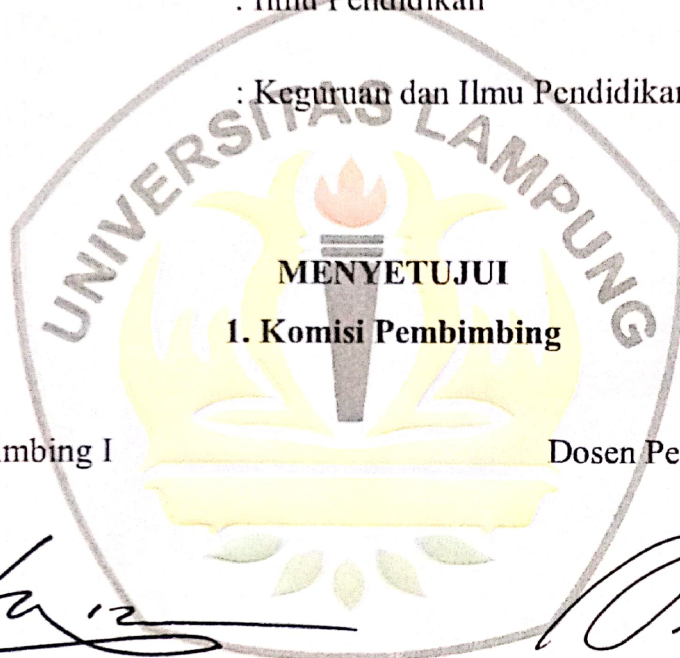 : Ilmu Pendidikan
: Keguruan dan Ilmu Pendidikan
UNIVERSITAS LAMPUNG
MENYETUJUI
1. Komisi Pembimbing
mbing I Dosen Pe